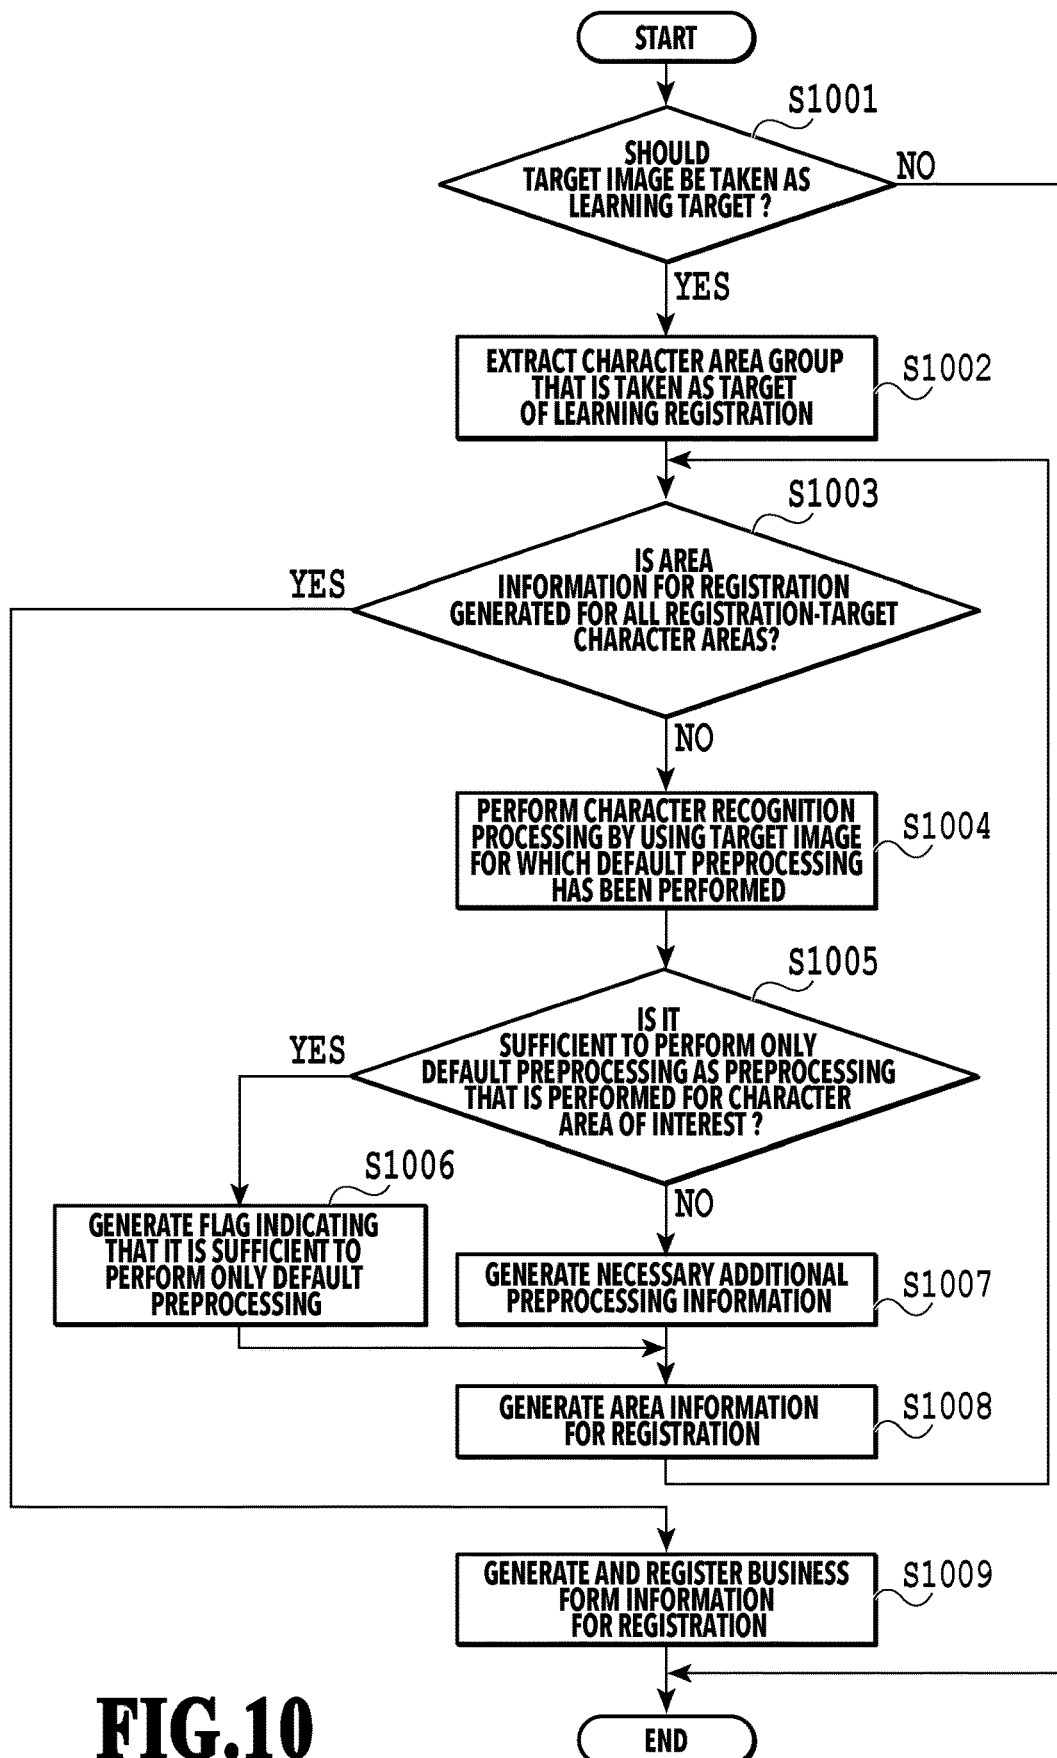 START
S1001
SHOULD
TARGET IMAGE BE TAKEN AS
LEARNING TARGET ?
NO
YES
EXTRACT CHARACTER AREA GROUP
THAT IS TAKEN AS TARGET
OF LEARNING REGISTRATION
S1002
S1003
IS AREA
INFORMATION FOR REGISTRATION
GENERATED FOR ALL REGISTRATION-TARGET
CHARACTER AREAS?
YES
NO
PERFORM CHARACTER RECOGNITION
PROCESSING BY USING TARGET IMAGE
FOR WHICH DEFAULT PREPROCESSING
HAS BEEN PERFORMED
S1004
S1005
IS IT
SUFFICIENT TO PERFORM ONLY
DEFAULT PREPROCESSING AS PREPROCESSING
THAT IS PERFORMED FOR CHARACTER
AREA OF INTEREST ?
YES
S1006
NO
GENERATE FLAG INDICATING
THAT IT IS SUFFICIENT TO
PERFORM ONLY DEFAULT
PREPROCESSING
GENERATE NECESSARY ADDITIONAL
PREPROCESSING INFORMATION
S1007
GENERATE AREA INFORMATION
FOR REGISTRATION
S1008
GENERATE AND REGISTER BUSINESS
FORM INFORMATION
FOR REGISTRATION
S1009
END
FIG.10